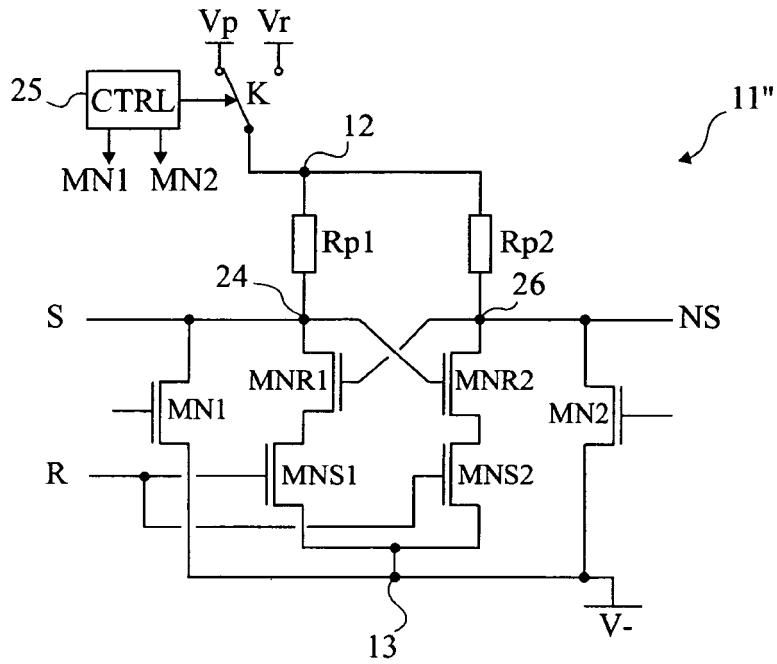 Vp Vr
25 CTRL K 11"
MN1 MN2 12
Rp1 Rp2
24 26
S NS
MNR1 MNR2
MN1 MN2
R MNS1 MNS2
13 V-